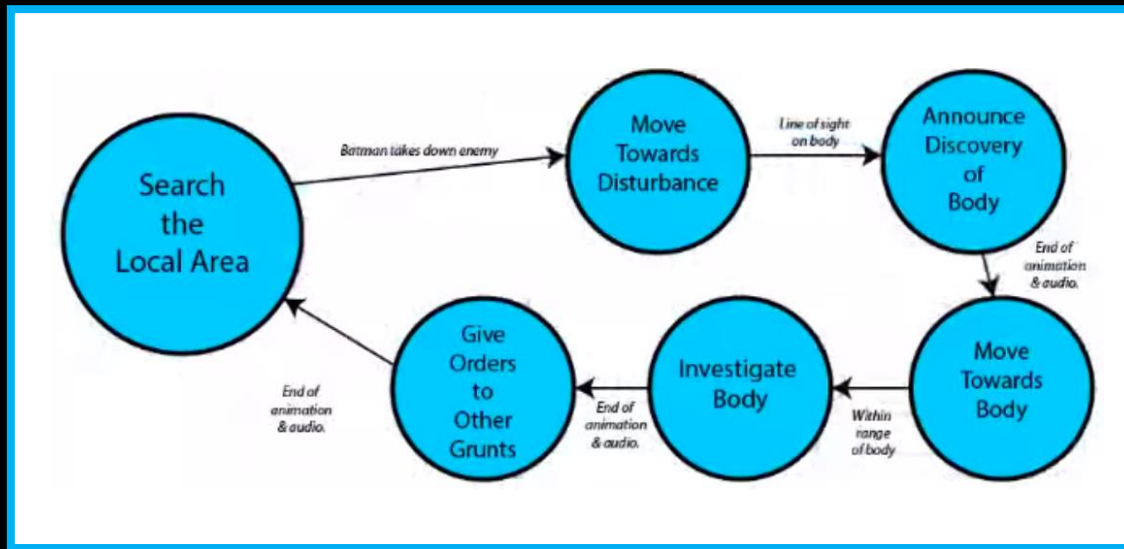 Search
the
Local Area
Batman takes down enemy
Move
Towards
Disturbance
Line of sight
on body
Announce
Discovery
of
Body
End of
animation
& audio.
Move
Towards
Body
Within
range
of body
Investigate
Body
End of
animation
& audio.
Give
Orders
to
Other
Grunts
End of
animation
& audio.